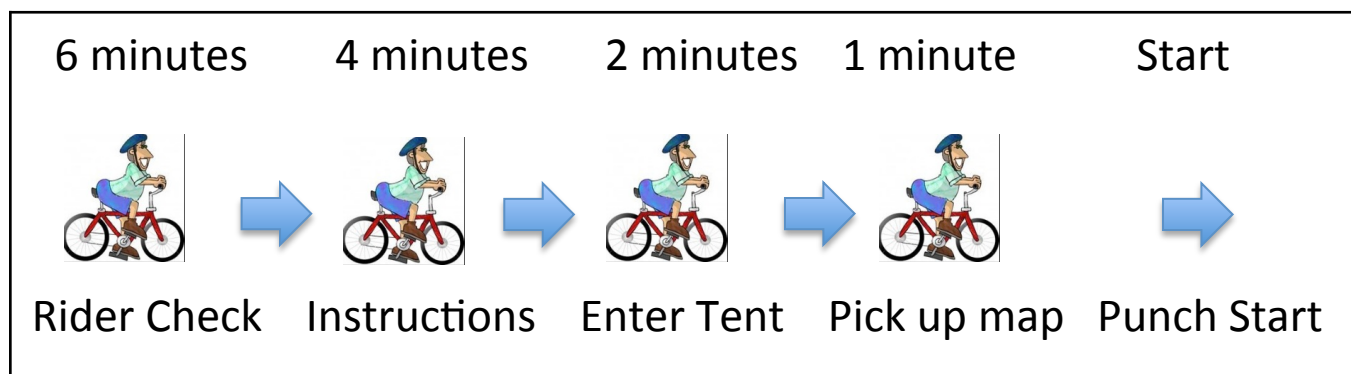 6 minutes 4 minutes 2 minutes 1 minute Start
Rider Check Instructions Enter Tent Pick up map Punch Start